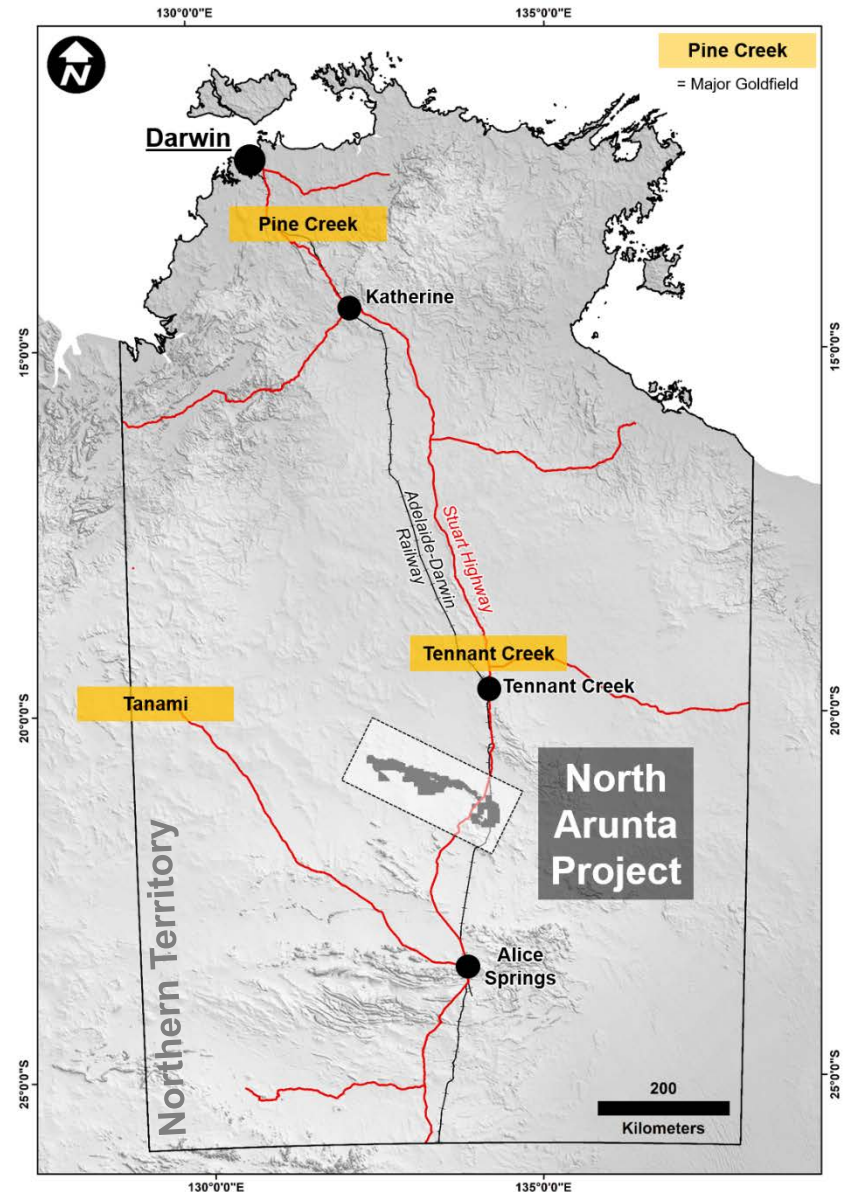 130°0'0"E
135°0'0"E
N
Pine Creek
= Major Goldfield
Darwin
Pine Creek
Katherine
15°0'0"S
15°0'0"S
Adelaide-Darwin
Railway
Stuart Highway
Tennant Creek
Tennant Creek
Tanami
20°0'0"S
20°0'0"S
North
Arunta
Project
Northern Territory
Alice
Springs
25°0'0"S
25°0'0"S
200
Kilometers
130°0'0"E
135°0'0"E